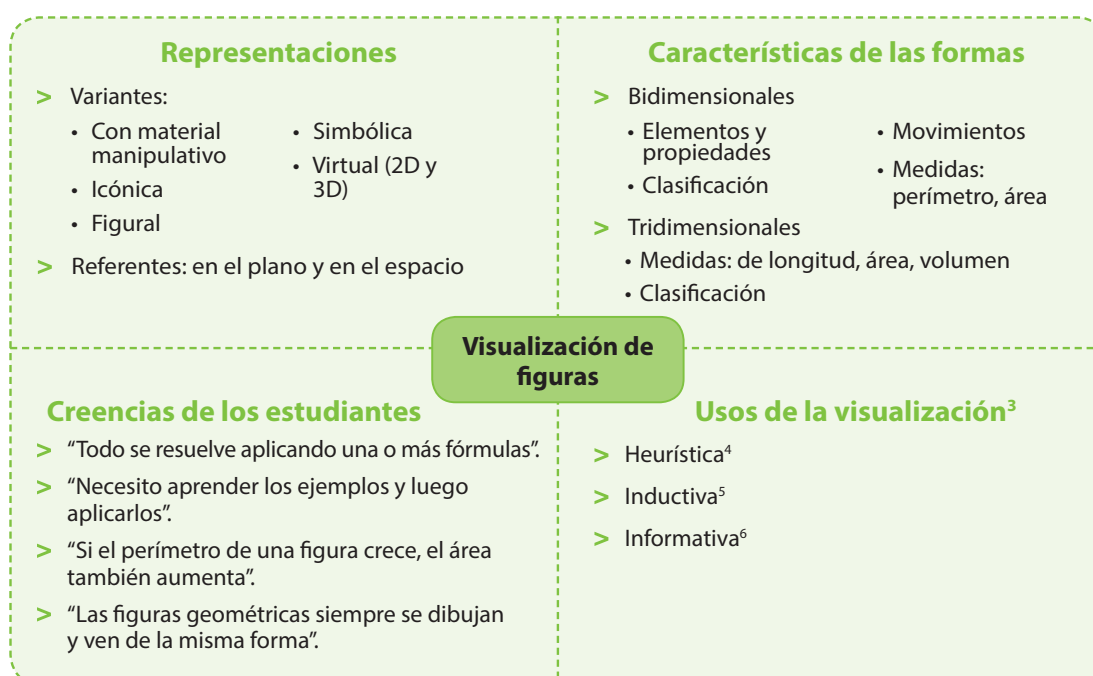 Representaciones
> Variantes:
• Con material
manipulativo
• Icónica
• Figural
• Simbólica
• Virtual (2D y
3D)
> Referentes: en el plano y en el espacio
Características de las formas
> Bidimensionales
• Elementos y
propiedades
• Clasificación
• Movimientos
• Medidas:
perímetro, área
> Tridimensionales
• Medidas: de longitud, área, volumen
• Clasificación
Visualización de
figuras
Creencias de los estudiantes
> “Todo se resuelve aplicando una o más fórmulas”.
> “Necesito aprender los ejemplos y luego
aplicarlos”.
> “Si el perímetro de una figura crece, el área
también aumenta”.
> “Las figuras geométricas siempre se dibujan
y ven de la misma forma”.
Usos de la visualización³
> Heurística⁴
> Inductiva⁵
> Informativa⁶